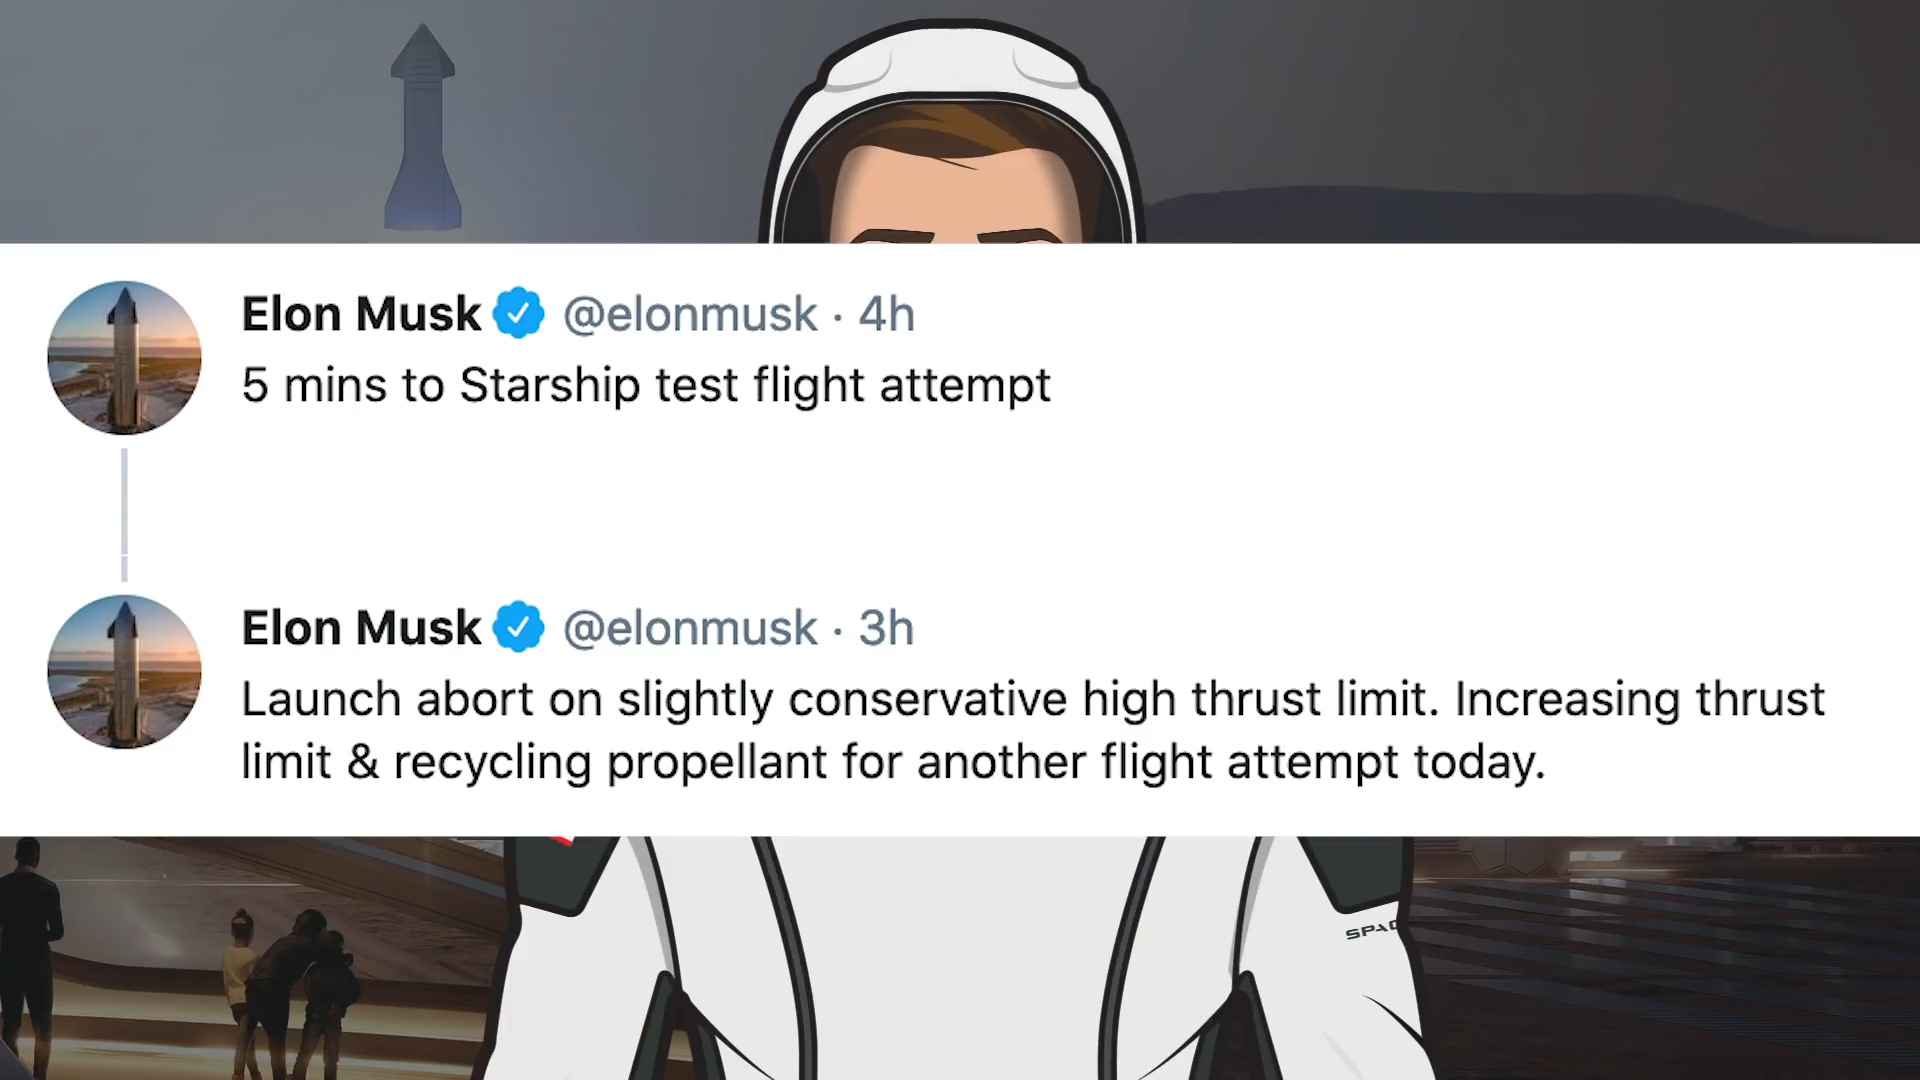 Elon Musk @elonmusk · 4h
5 mins to Starship test flight attempt
Elon Musk @elonmusk · 3h
Launch abort on slightly conservative high thrust limit. Increasing thrust
limit & recycling propellant for another flight attempt today.
SPAC